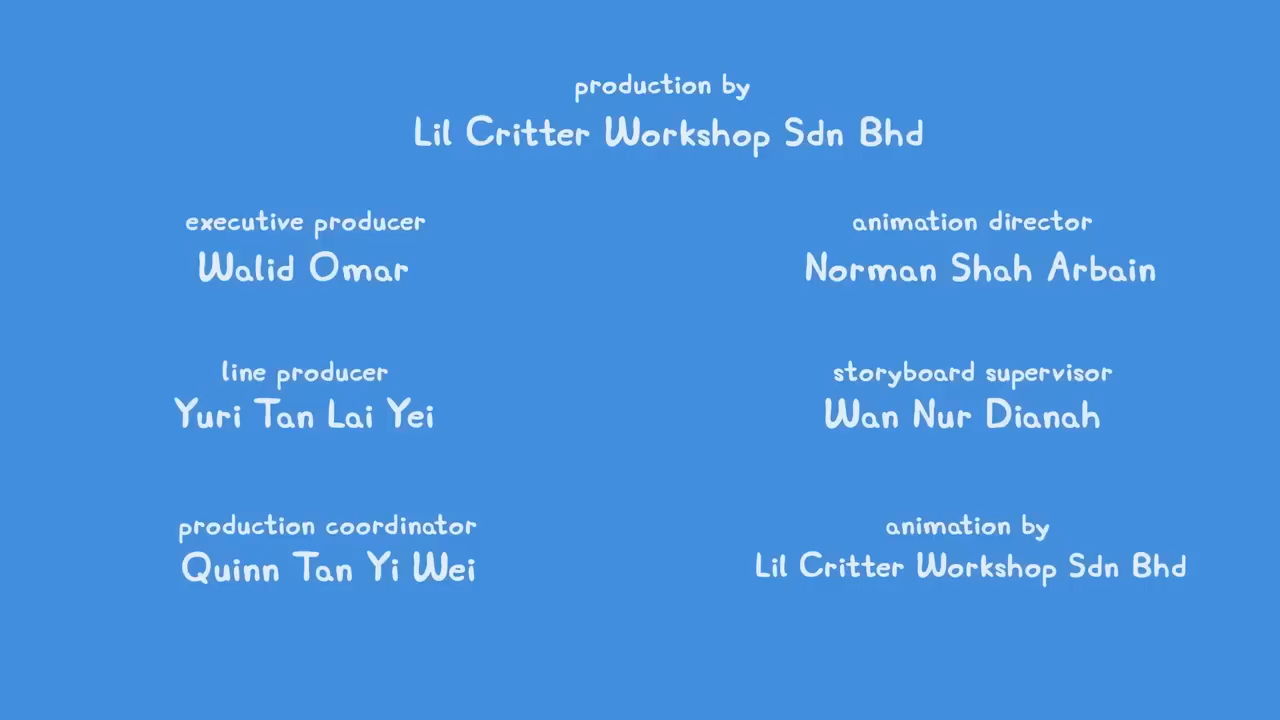 production by
Lil Critter Workshop Sdn Bhd
executive producer
Walid Omar
animation director
Norman Shah Arbain
line producer
Yuri Tan Lai Yei
storyboard supervisor
Wan Nur Dianah
production coordinator
Quinn Tan Yi Wei
animation by
Lil Critter Workshop Sdn Bhd